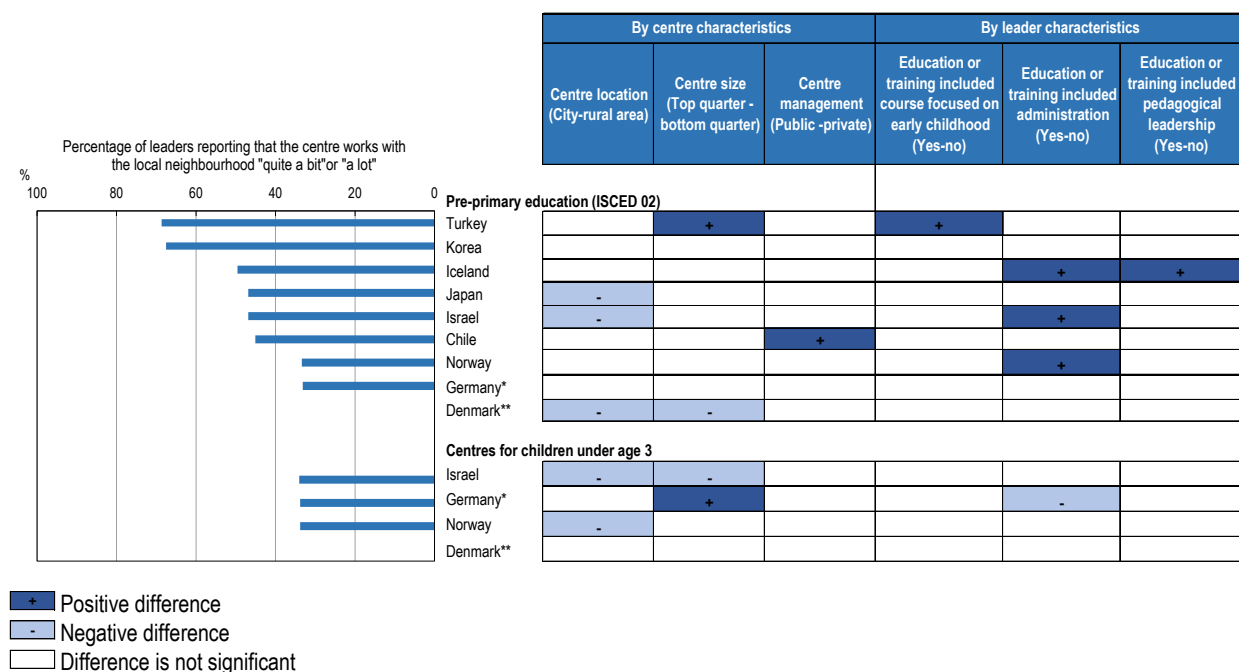 By centre characteristics
By leader characteristics
Centre location
(City-rural area)
Centre size
(Top quarter -
bottom quarter)
Centre
management
(Public -private)
Education or
training included
course focused on
early childhood
(Yes-no)
Education or
training included
administration
(Yes-no)
Education or
training included
pedagogical
leadership
(Yes-no)
Percentage of leaders reporting that the centre works with
the local neighbourhood "quite a bit"or "a lot"
%
100 80 60 40 20 0
Pre-primary education (ISCED 02)
Turkey + +
Korea
Iceland + +
Japan -
Israel - +
Chile +
Norway +
Germany*
Denmark** - -
Centres for children under age 3
Israel - -
Germany* + -
Norway -
Denmark**
+ Positive difference
- Negative difference
Difference is not significant